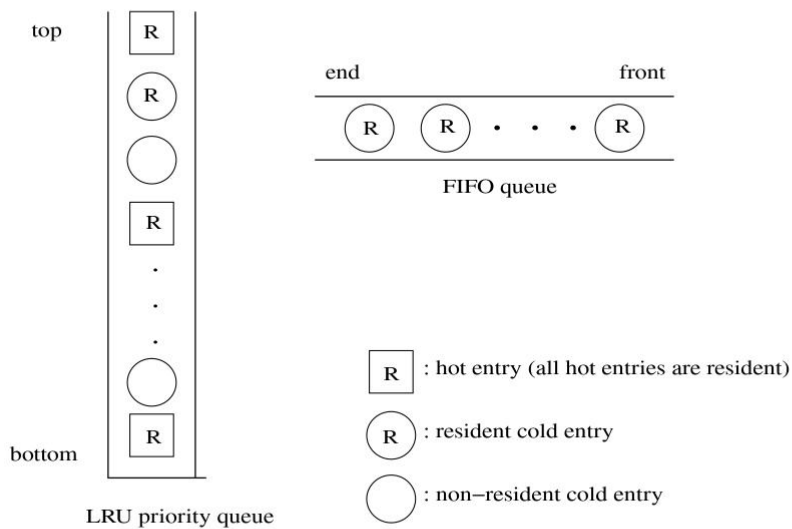 top
R
R
R
R
bottom
LRU priority queue
end
front
R R . . . R
FIFO queue
R : hot entry (all hot entries are resident)
R : resident cold entry
: non-resident cold entry